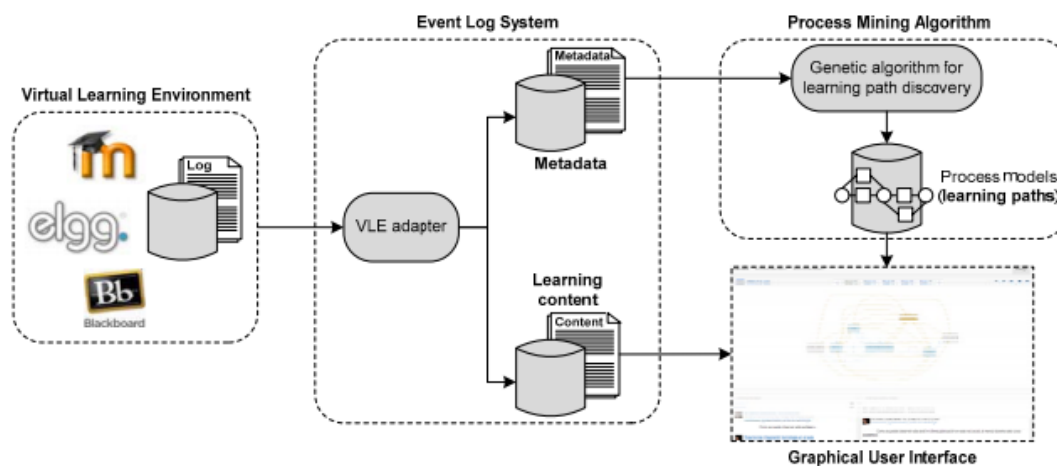 Virtual Learning Environment
m
elgg.
Bb
Blackboard
Log
Event Log System
VLE adapter
Metadata
Metadata
Learning
content
Content
Process Mining Algorithm
Genetic algorithm for
learning path discovery
Process models
(learning paths)
Graphical User Interface